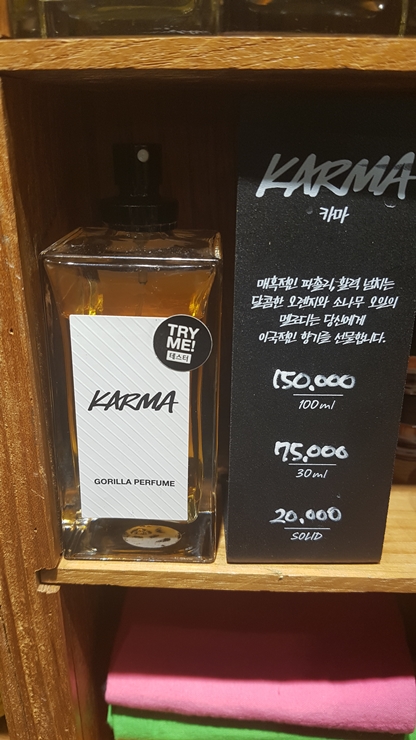 TRY
ME!
테스터
KARMA
GORILLA PERFUME
KARMA
카마
매혹적인 파츌리, 활력 넘치는
달콤한 오렌지와 소나무 오일의
멜로디는 당신에게
이국적인 향기를 선물합니다.
150,000
100ml
75,000
30ml
20,000
SOLID